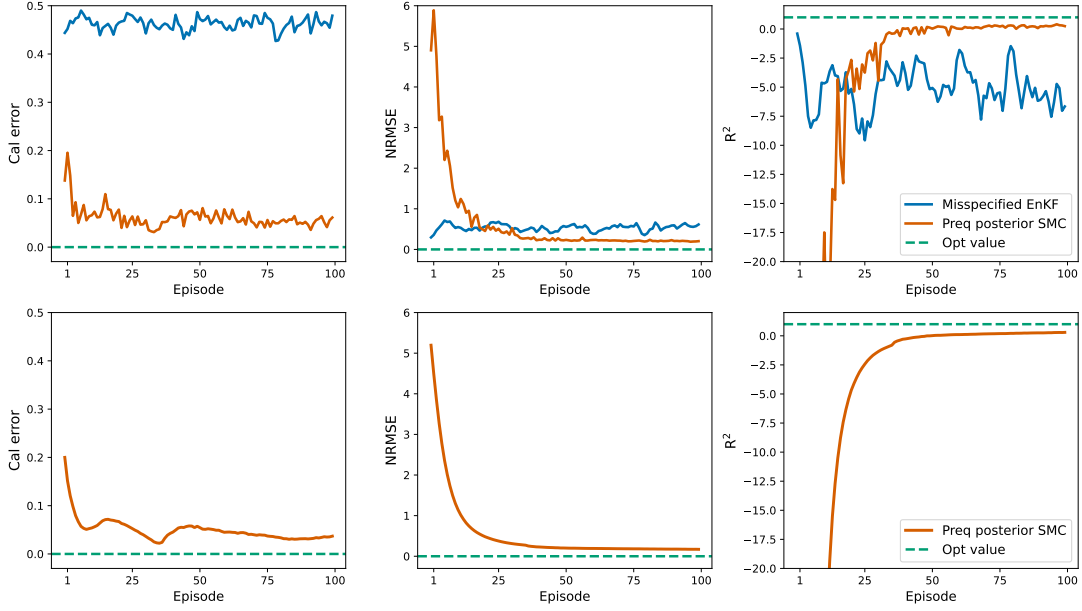 Cal error
0.5
0.4
0.3
0.2
0.1
0.0
1 25 50 75 100
Episode
NRMSE
6
5
4
3
2
1
0
1 25 50 75 100
Episode
R²
0.0
−2.5
−5.0
−7.5
−10.0
−12.5
−15.0
−17.5
−20.0
Misspecified EnKF
Preq posterior SMC
Opt value
1 25 50 75 100
Episode
Cal error
0.5
0.4
0.3
0.2
0.1
0.0
1 25 50 75 100
Episode
NRMSE
6
5
4
3
2
1
0
1 25 50 75 100
Episode
R²
0.0
−2.5
−5.0
−7.5
−10.0
−12.5
−15.0
−17.5
−20.0
Preq posterior SMC
Opt value
1 25 50 75 100
Episode